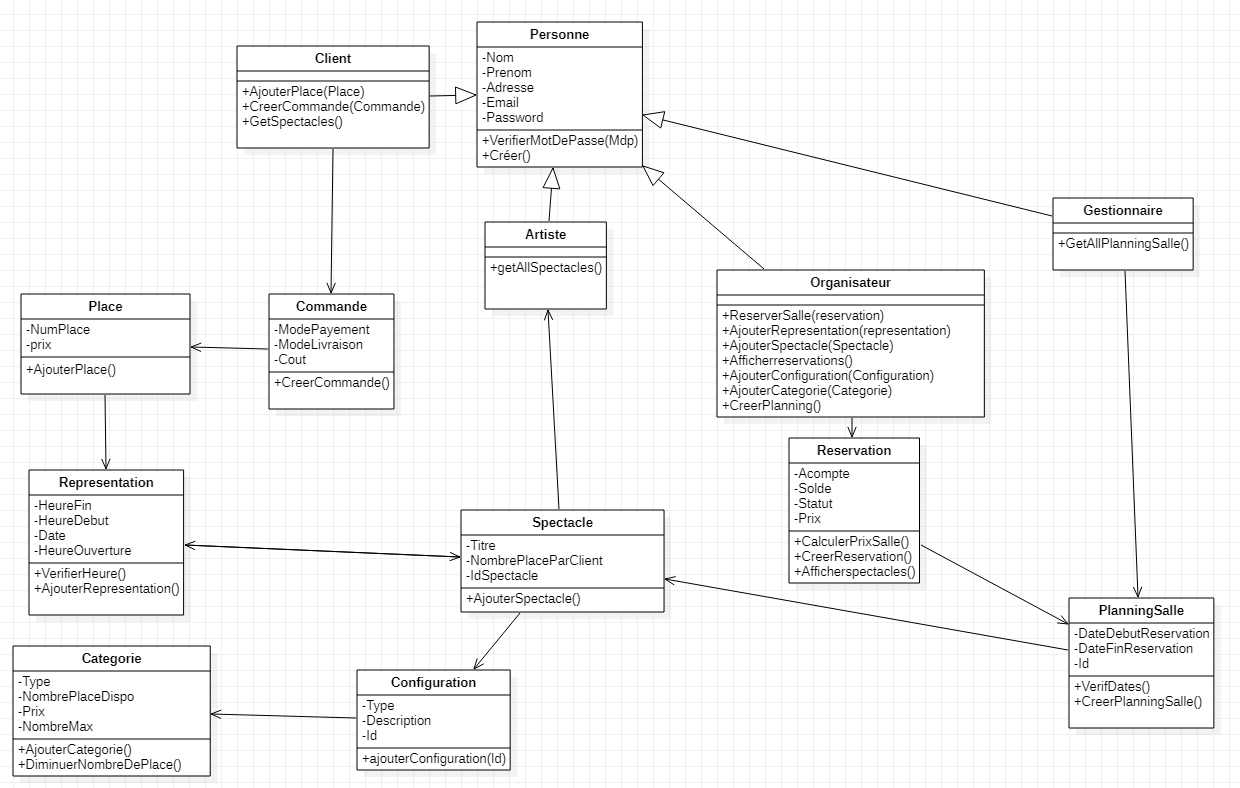 Personne
-Nom
-Prenom
-Adresse
-Email
-Password
+VerifierMotDePasse(Mdp)
+Créer()
Client
+AjouterPlace(Place)
+CreerCommande(Commande)
+GetSpectacles()
Gestionnaire
+GetAllPlanningSalle()
Artiste
+getAllSpectacles()
Organisateur
+ReserverSalle(reservation)
+AjouterRepresentation(representation)
+AjouterSpectacle(Spectacle)
+Afficherreservations()
+AjouterConfiguration(Configuration)
+AjouterCategorie(Categorie)
+CreerPlanning()
Place
-NumPlace
-prix
+AjouterPlace()
Commande
-ModePayement
-ModeLivraison
-Cout
+CreerCommande()
Reservation
-Acompte
-Solde
-Statut
-Prix
+CalculerPrixSalle()
+CreerReservation()
+Afficherspectacles()
Representation
-HeureFin
-HeureDebut
-Date
-HeureOuverture
+VerifierHeure()
+AjouterRepresentation()
Spectacle
-Titre
-NombrePlaceParClient
-IdSpectacle
+AjouterSpectacle()
PlanningSalle
-DateDebutReservation
-DateFinReservation
-Id
+VerifDates()
+CreerPlanningSalle()
Categorie
-Type
-NombrePlaceDispo
-Prix
-NombreMax
+AjouterCategorie()
+DiminuerNombreDePlace()
Configuration
-Type
-Description
-Id
+ajouterConfiguration(Id)